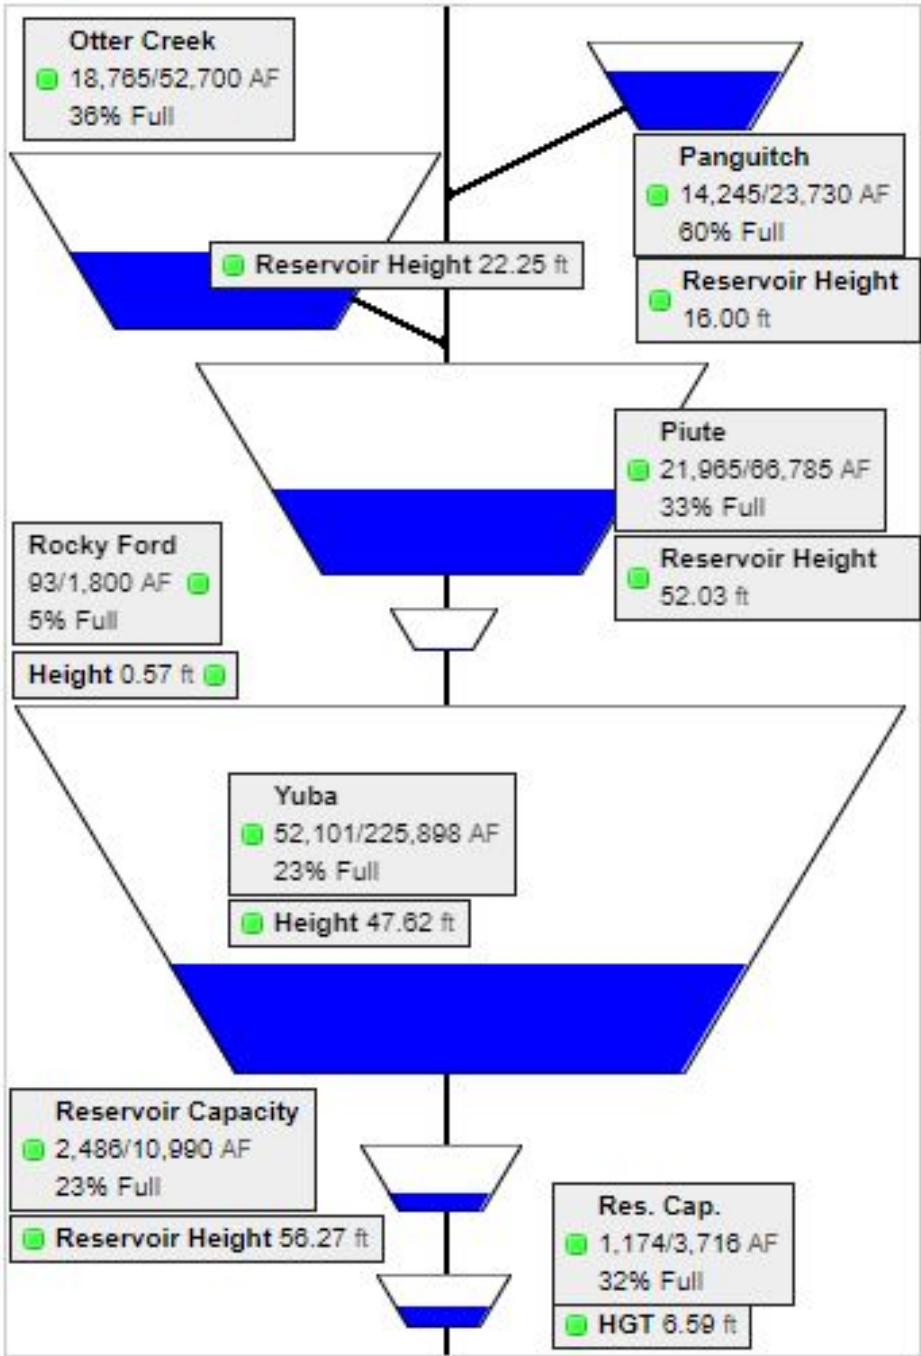 Otter Creek
18,765/52,700 AF
36% Full
Panguitch
14,245/23,730 AF
60% Full
Reservoir Height 22.25 ft
Reservoir Height
16.00 ft
Piute
21,965/66,785 AF
33% Full
Reservoir Height
52.03 ft
Rocky Ford
93/1,800 AF
5% Full
Height 0.57 ft
Yuba
52,101/225,898 AF
23% Full
Height 47.62 ft
Reservoir Capacity
2,486/10,990 AF
23% Full
Reservoir Height 56.27 ft
Res. Cap.
1,174/3,716 AF
32% Full
HGT 6.59 ft